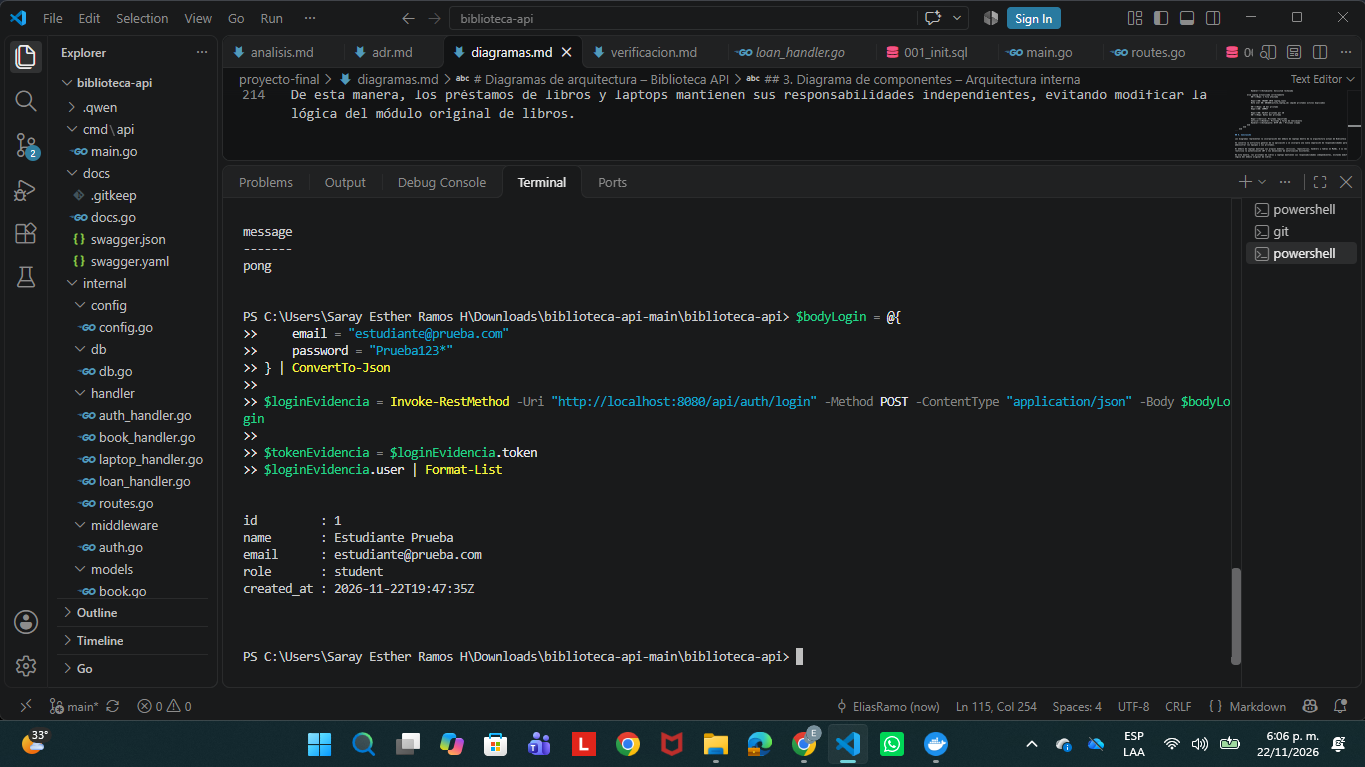 File Edit Selection View Go Run ··· biblioteca-api Sign In
Explorer ···
analisis.md adr.md diagramas.md verificacion.md loan_handler.go 001_init.sql main.go routes.go
proyecto-final > diagramas.md > # Diagramas de arquitectura – Biblioteca API > ## 3. Diagrama de componentes – Arquitectura interna
Text Editor
214 De esta manera, los préstamos de libros y laptops mantienen sus responsabilidades independientes, evitando modificar la
lógica del módulo original de libros.
biblioteca-api
.qwen
cmd \ api
main.go
docs
.gitkeep
docs.go
swagger.json
swagger.yaml
internal
config
config.go
db
db.go
handler
auth_handler.go
book_handler.go
laptop_handler.go
loan_handler.go
routes.go
middleware
auth.go
models
book.go
Outline
Timeline
Go
2
Problems Output Debug Console Terminal Ports
powershell
git
powershell
message
-------
pong
PS C:\Users\Saray Esther Ramos H\Downloads\biblioteca-api-main\biblioteca-api> $bodyLogin = @{
>> email = "estudiante@prueba.com"
>> password = "Prueba123*"
>> } | ConvertTo-Json
>>
>> $loginEvidencia = Invoke-RestMethod -Uri "http://localhost:8080/api/auth/login" -Method POST -ContentType "application/json" -Body $bodyLo
gin
>>
>> $tokenEvidencia = $loginEvidencia.token
>> $loginEvidencia.user | Format-List
id : 1
name : Estudiante Prueba
email : estudiante@prueba.com
role : student
created_at : 2026-11-22T19:47:35Z
PS C:\Users\Saray Esther Ramos H\Downloads\biblioteca-api-main\biblioteca-api>
main* 0 0 EliasRamo (now) Ln 115, Col 254 Spaces: 4 UTF-8 CRLF { } Markdown
33° L E ESP
LAA
6:06 p. m.
22/11/2026